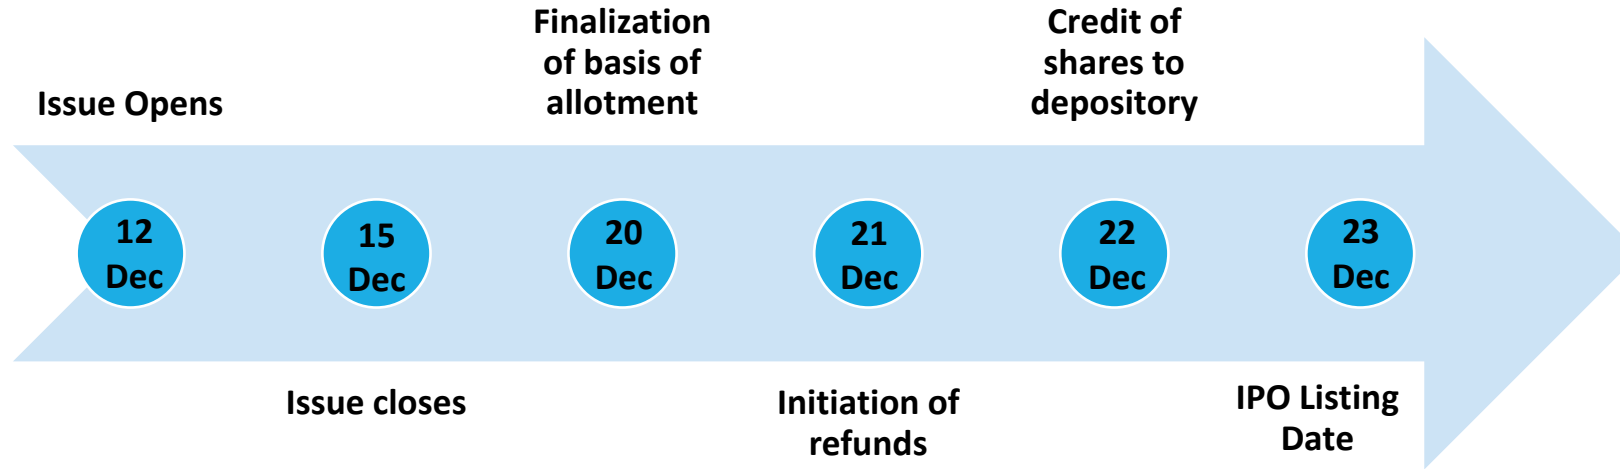 Issue Opens
12
Dec
15
Dec
Issue closes
Finalization
of basis of
allotment
20
Dec
21
Dec
Initiation of
refunds
Credit of
shares to
depository
22
Dec
23
Dec
IPO Listing
Date